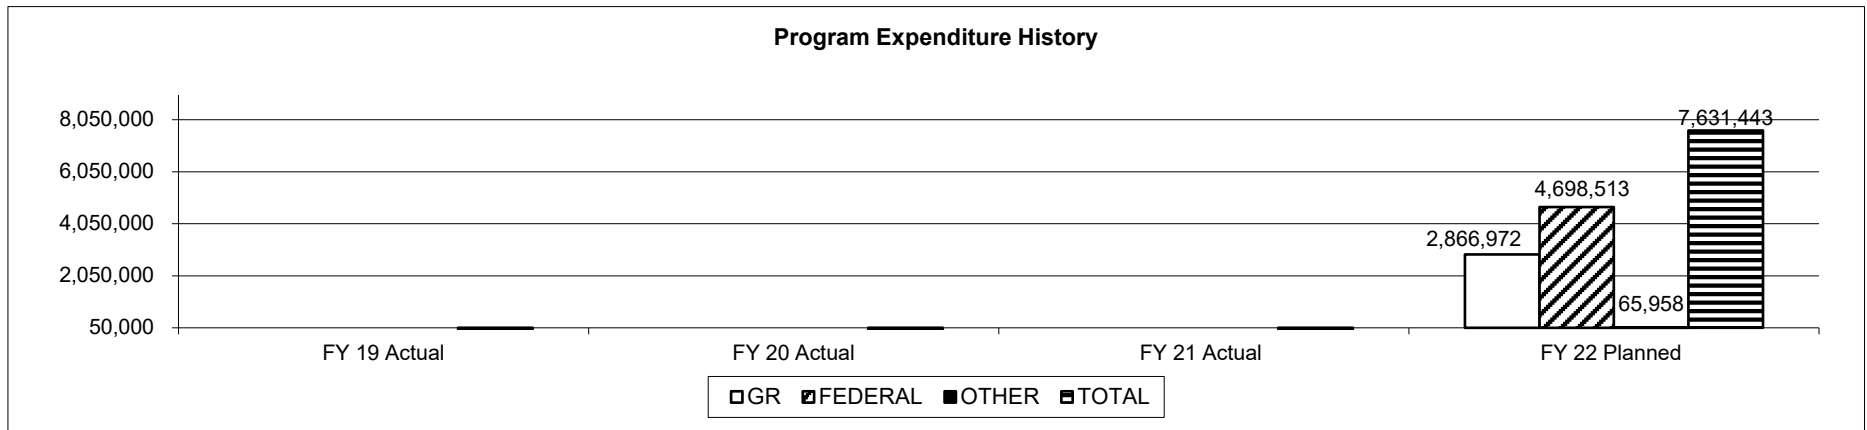 Program Expenditure History
8,050,000
6,050,000
4,050,000
2,050,000
50,000
7,631,443
4,698,513
2,866,972
65,958
FY 19 Actual
FY 20 Actual
FY 21 Actual
FY 22 Planned
GR FEDERAL OTHER TOTAL